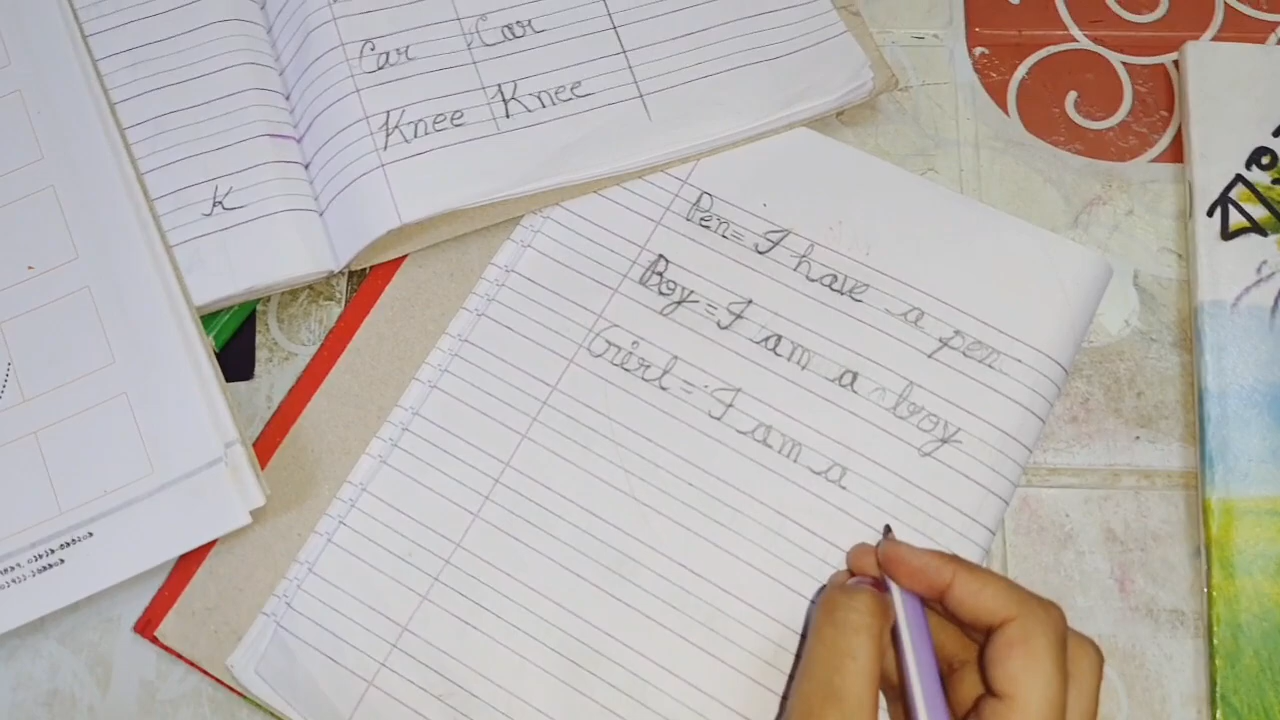 Car Car
Knee Knee
K
Pen = I have a pen
Boy = I am a boy
Girl = I am a